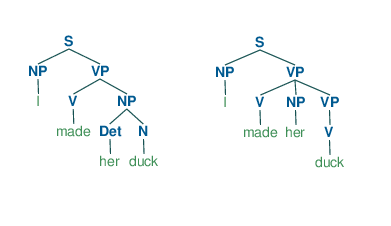 S S
NP VP NP VP
I V NP I V NP VP
made Det N made her V
her duck duck